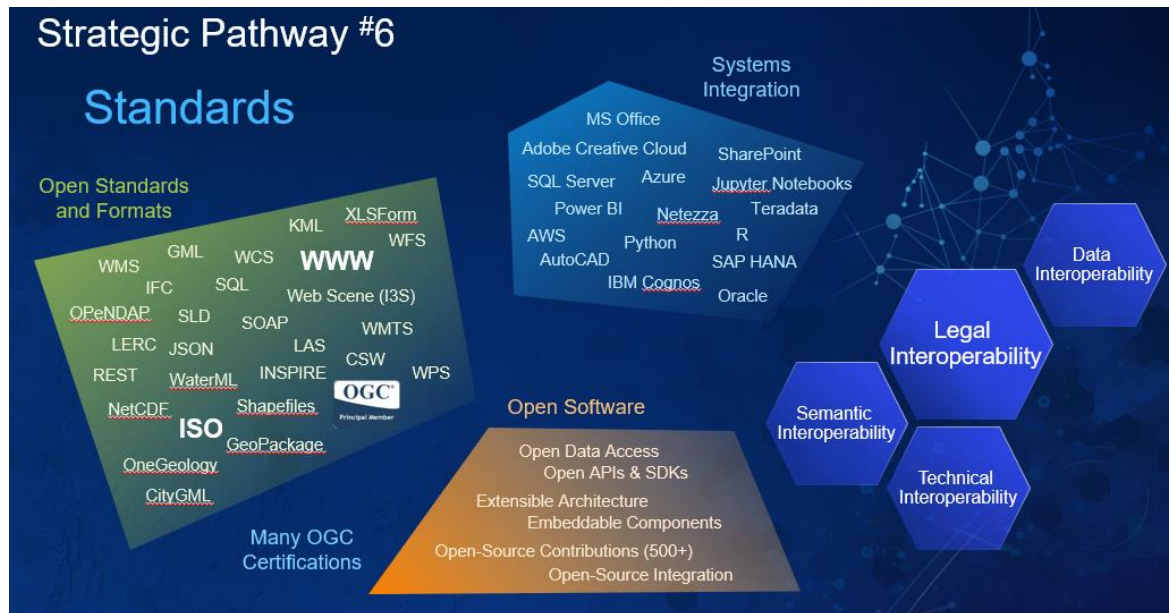 Strategic Pathway #6
Standards
Open Standards
and Formats
KML
XLSForm
WMS
GML
WCS
WWW
WFS
IFC
SQL
Web Scene (I3S)
OPeNDAP
SLD
SOAP
WMTS
LERC
JSON
LAS
CSW
REST
WaterML
INSPIRE
WPS
NetCDF
Shapefiles
OGC®
Principal Member
ISO
GeoPackage
OneGeology
CityGML
Many OGC
Certifications
Systems
Integration
MS Office
Adobe Creative Cloud
SharePoint
SQL Server
Azure
Jupyter Notebooks
Power BI
Netezza
Teradata
AWS
Python
R
AutoCAD
SAP HANA
IBM Cognos
Oracle
Open Software
Open Data Access
Open APIs & SDKs
Extensible Architecture
Embeddable Components
Open-Source Contributions (500+)
Open-Source Integration
Data
Interoperability
Legal
Interoperability
Semantic
Interoperability
Technical
Interoperability